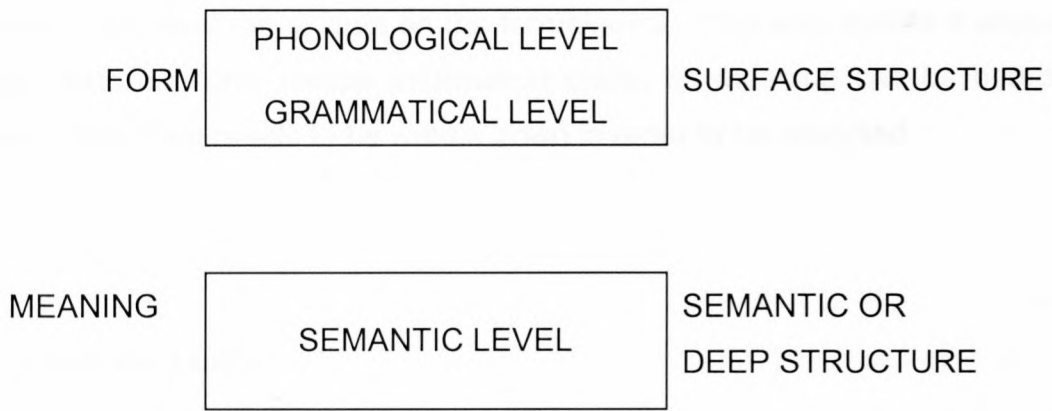 PHONOLOGICAL LEVEL
FORM
GRAMMATICAL LEVEL
SURFACE STRUCTURE
MEANING
SEMANTIC LEVEL
SEMANTIC OR
DEEP STRUCTURE